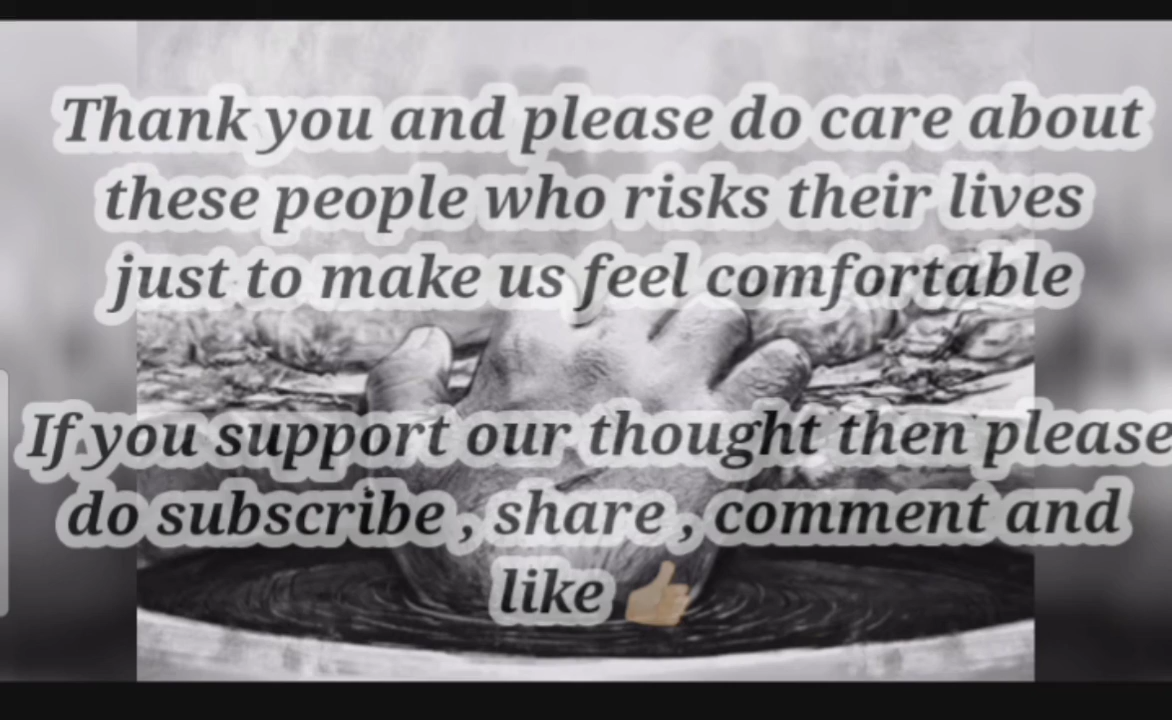 Thank you and please do care about
these people who risks their lives
just to make us feel comfortable
If you support our thought then please
do subscribe , share , comment and
like 👍🏽